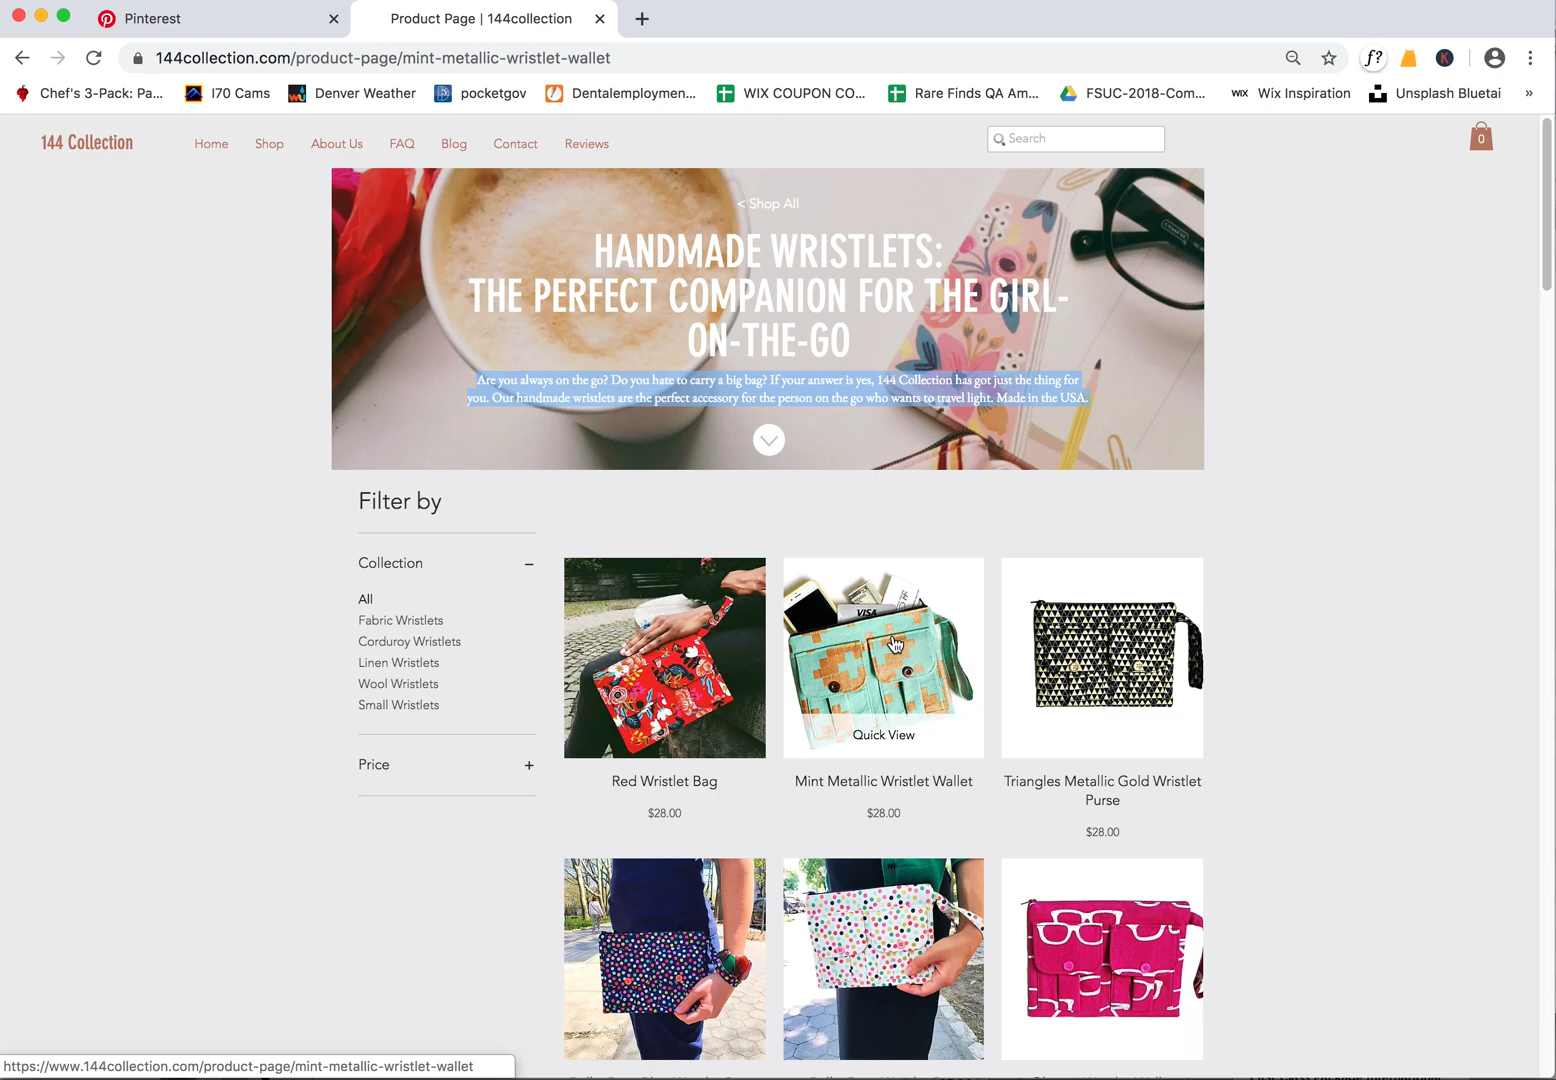 Pinterest
Product Page | 144collection
144collection.com/product-page/mint-metallic-wristlet-wallet
f?
K
Chef's 3-Pack: Pa...
I70 Cams
Denver Weather
pocketgov
Dentalemploymen...
WIX COUPON CO...
Rare Finds QA Am...
FSUC-2018-Com...
WIX Wix Inspiration
Unsplash Bluetai
»
144 Collection
Home
Shop
About Us
FAQ
Blog
Contact
Reviews
Search
0
< Shop All
HANDMADE WRISTLETS:
THE PERFECT COMPANION FOR THE GIRL-
ON-THE-GO
Are you always on the go? Do you hate to carry a big bag? If your answer is yes, 144 Collection has got just the thing for
you. Our handmade wristlets are the perfect accessory for the person on the go who wants to travel light. Made in the USA.
Filter by
Collection
All
Fabric Wristlets
Corduroy Wristlets
Linen Wristlets
Wool Wristlets
Small Wristlets
Price
VISA
Quick View
Red Wristlet Bag
$28.00
Mint Metallic Wristlet Wallet
$28.00
Triangles Metallic Gold Wristlet
Purse
$28.00
https://www.144collection.com/product-page/mint-metallic-wristlet-wallet